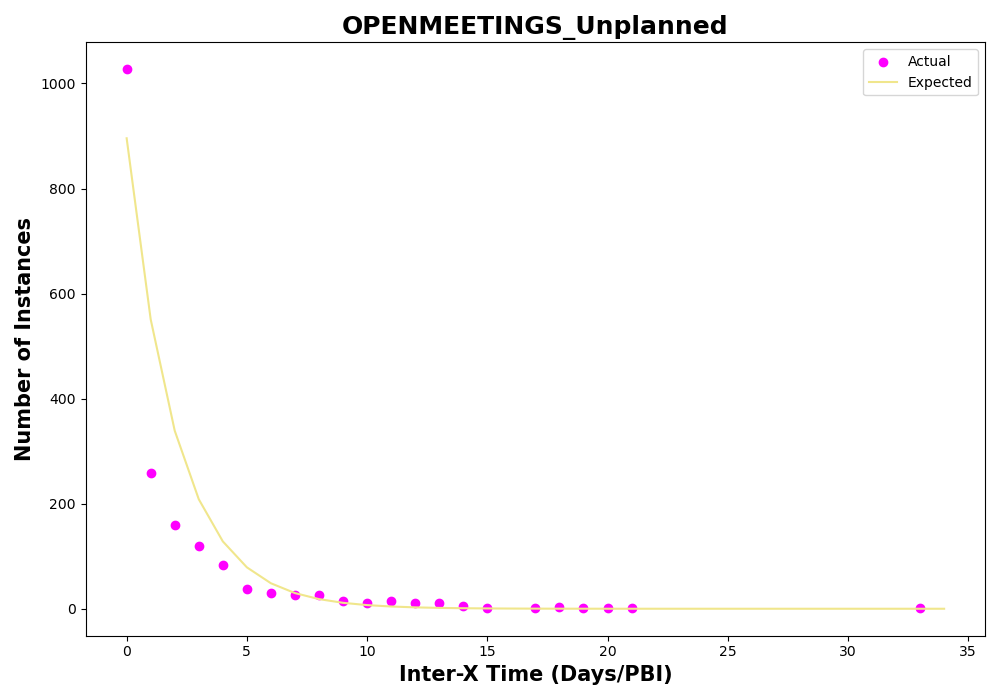 OPENMEETINGS_Unplanned
Actual
Expected
Number of Instances
1000
800
600
400
200
0
0 5 10 15 20 25 30 35
Inter-X Time (Days/PBI)